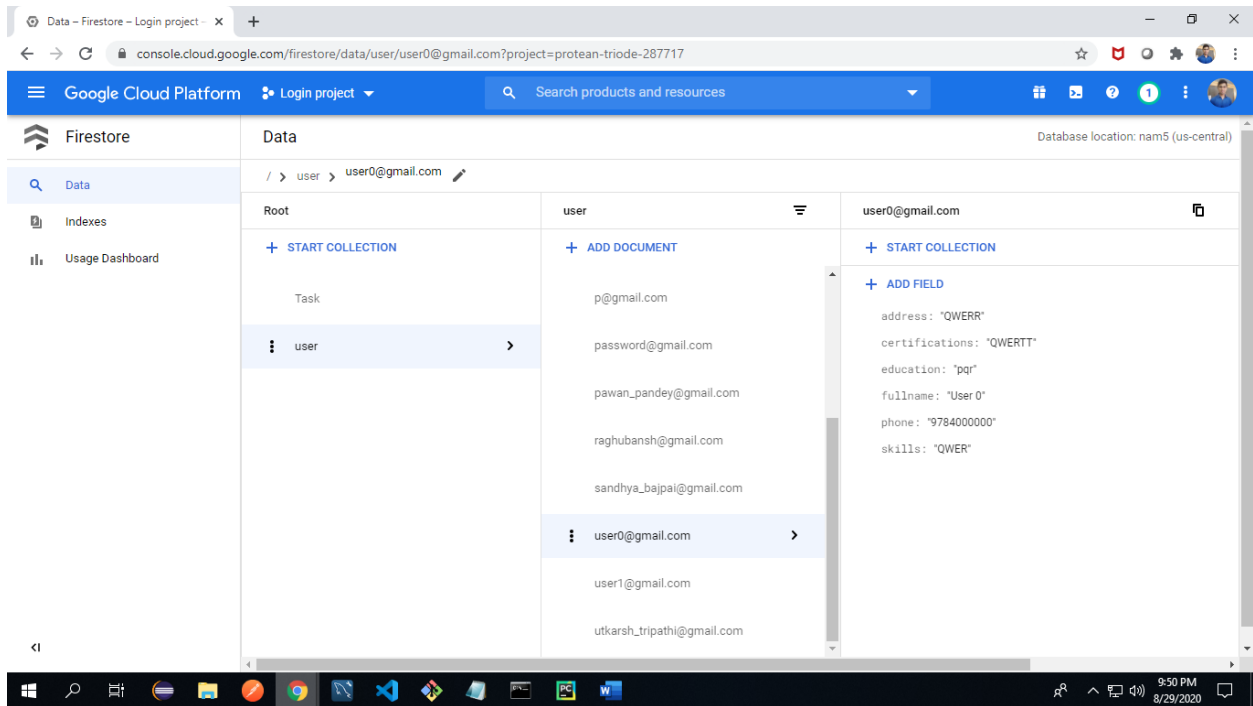 Data – Firestore – Login project –
console.cloud.google.com/firestore/data/user/user0@gmail.com?project=protean-triode-287717
Google Cloud Platform
Login project
Search products and resources
1
Firestore
Data
Database location: nam5 (us-central)
Data
Indexes
Usage Dashboard
/ > user > user0@gmail.com
Root
START COLLECTION
Task
user
user
ADD DOCUMENT
p@gmail.com
password@gmail.com
pawan_pandey@gmail.com
raghubansh@gmail.com
sandhya_bajpai@gmail.com
user0@gmail.com
user1@gmail.com
utkarsh_tripathi@gmail.com
user0@gmail.com
START COLLECTION
ADD FIELD
address: "QWERR"
certifications: "QWERTT"
education: "pqr"
fullname: "User 0"
phone: "9784000000"
skills: "QWER"
9:50 PM
8/29/2020